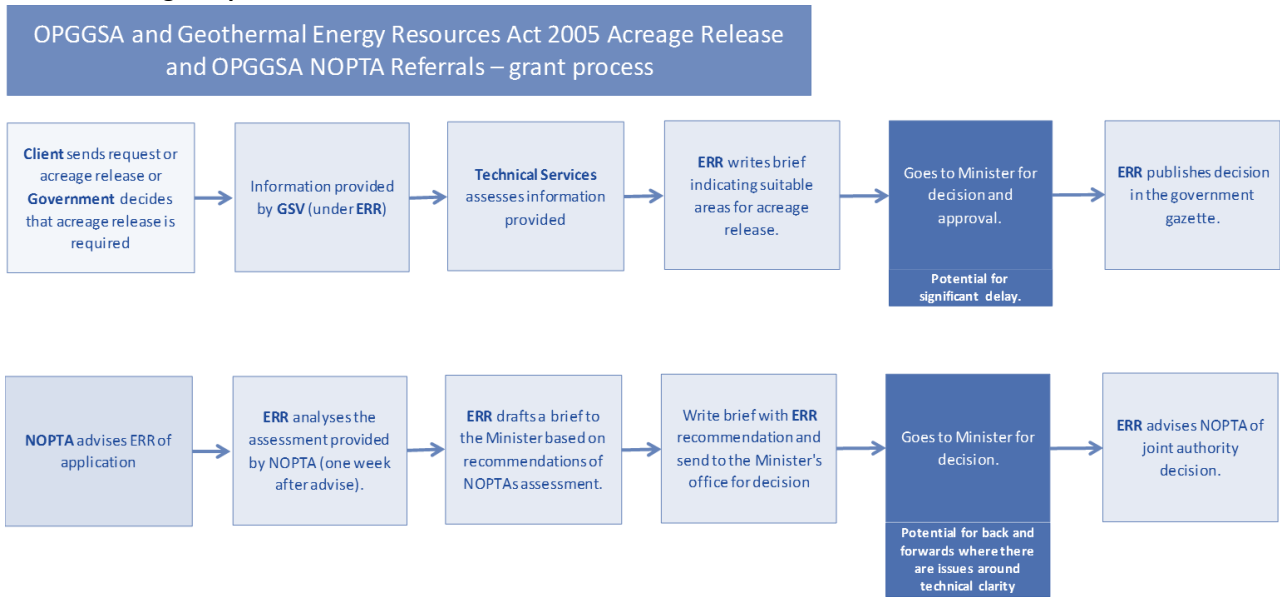 OPGGSA and Geothermal Energy Resources Act 2005 Acreage Release
and OPGGSA NOPTA Referrals – grant process
Client sends request or
acreage release or
Government decides
that acreage release is
required
Information provided
by GSV (under ERR)
Technical Services
assesses information
provided
ERR writes brief
indicating suitable
areas for acreage
release.
Goes to Minister for
decision and
approval.
Potential for
significant delay.
ERR publishes decision
in the government
gazette.
NOPTA advises ERR of
application
ERR analyses the
assessment provided
by NOPTA (one week
after advise).
ERR drafts a brief to
the Minister based on
recommendations of
NOPTAs assessment.
Write brief with ERR
recommendation and
send to the Minister's
office for decision
Goes to Minister for
decision.
Potential for back and
forwards where there
are issues around
technical clarity
ERR advises NOPTA of
joint authority
decision.